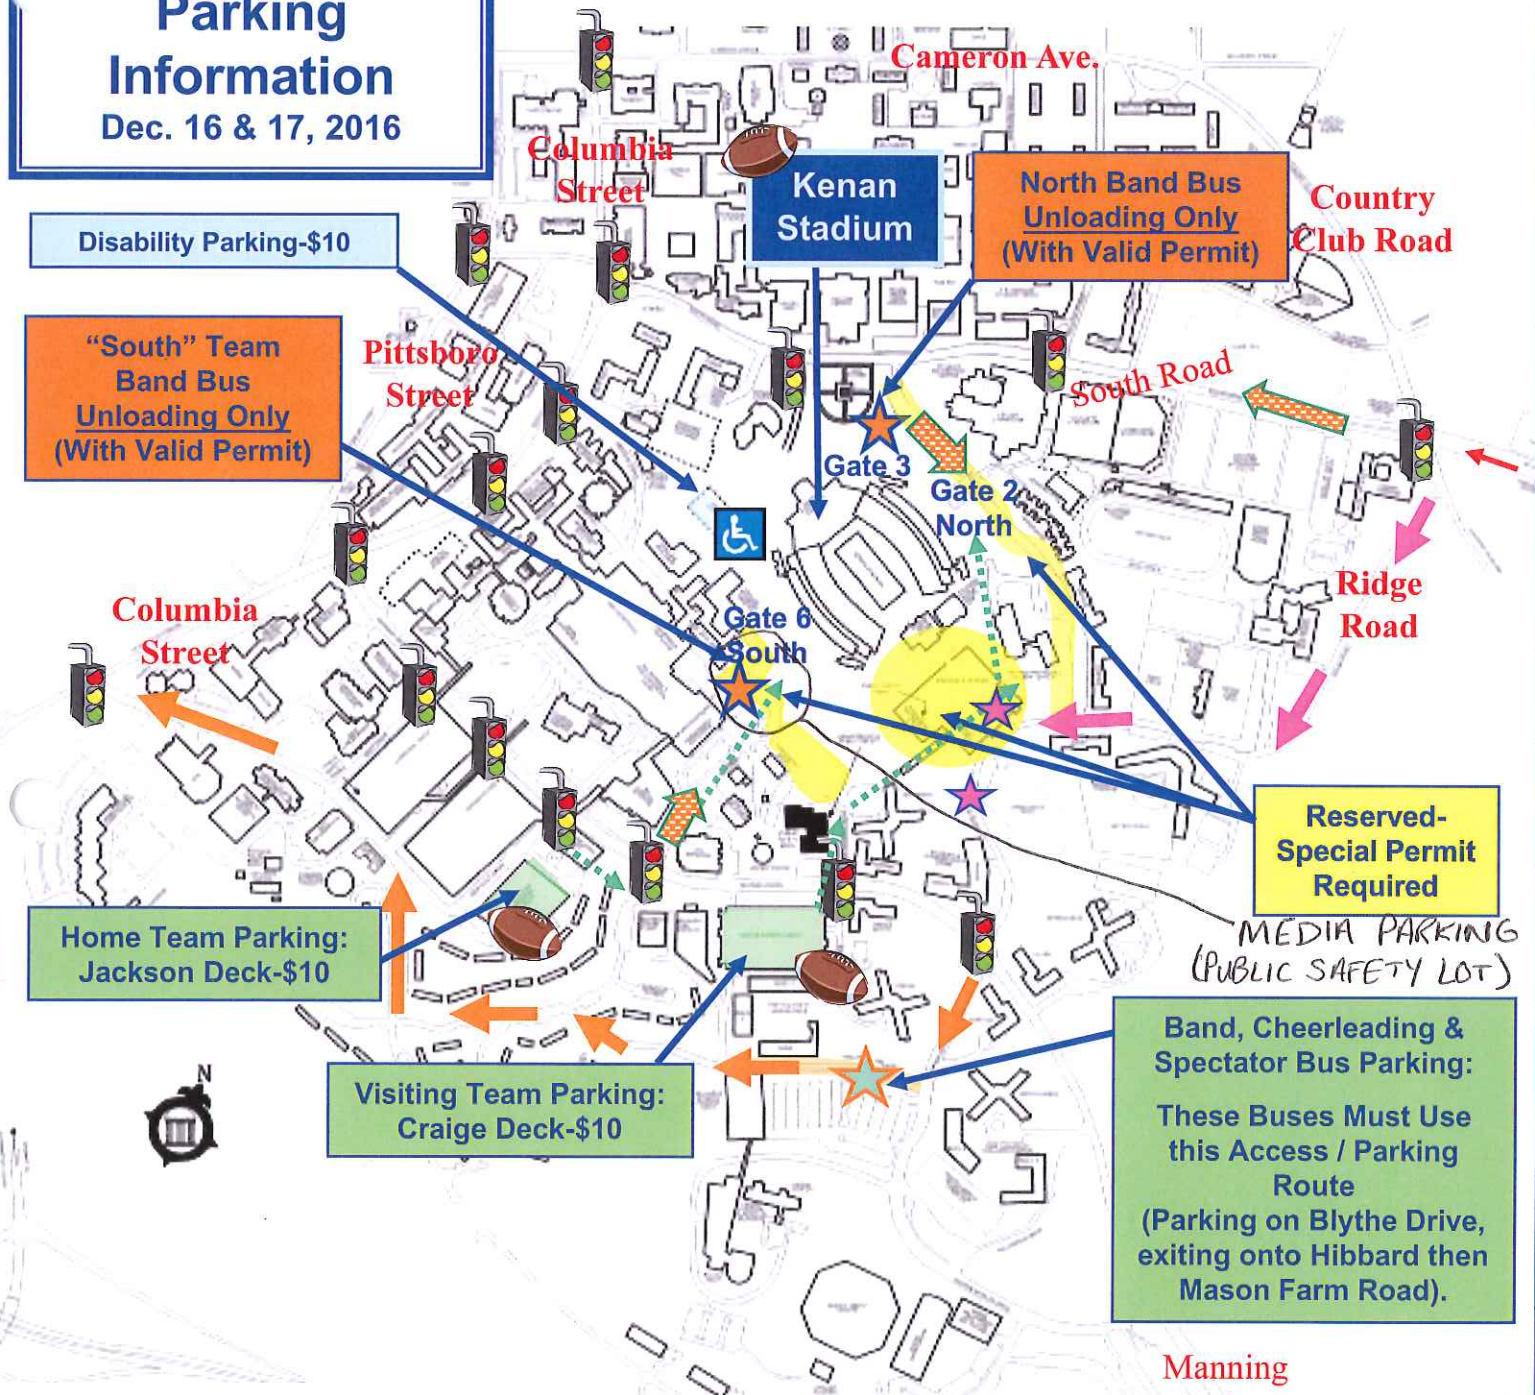 Parking
Information
Dec. 16 & 17, 2016
Cameron Ave.
Columbia
Street
Kenan
Stadium
North Band Bus
Unloading Only
(With Valid Permit)
Country
Club Road
Disability Parking-$10
"South" Team
Band Bus
Unloading Only
(With Valid Permit)
Pittsboro
Street
South Road
Gate 3
Gate 2
North
Ridge
Road
Columbia
Street
Gate 6
South
Reserved-
Special Permit
Required
MEDIA PARKING
(PUBLIC SAFETY LOT)
Home Team Parking:
Jackson Deck-$10
Visiting Team Parking:
Craige Deck-$10
Band, Cheerleading &
Spectator Bus Parking:
These Buses Must Use
this Access / Parking
Route
(Parking on Blythe Drive,
exiting onto Hibbard then
Mason Farm Road).
N
Manning